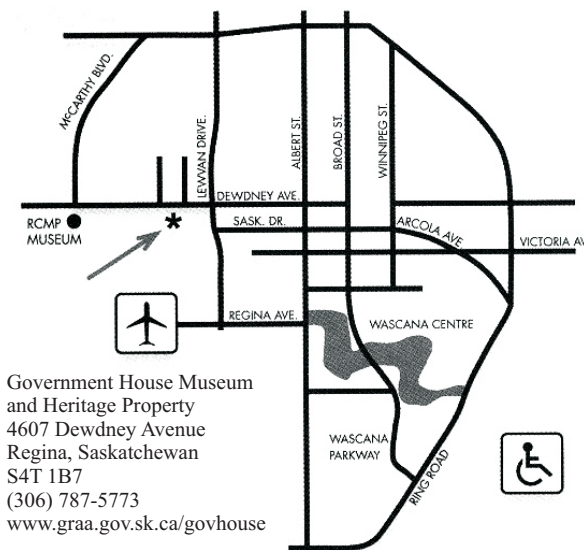 McCARTHY BLVD.
LEWVAN DRIVE.
ALBERT ST.
BROAD ST.
WINNIPEG ST.
DEWDNEY AVE.
RCMP
MUSEUM
*
SASK. DR.
ARCOLA AVE.
VICTORIA AV
REGINA AVE.
WASCANA CENTRE
WASCANA
PARKWAY
RING ROAD
Government House Museum
and Heritage Property
4607 Dewdney Avenue
Regina, Saskatchewan
S4T 1B7
(306) 787-5773
www.graa.gov.sk.ca/govhouse